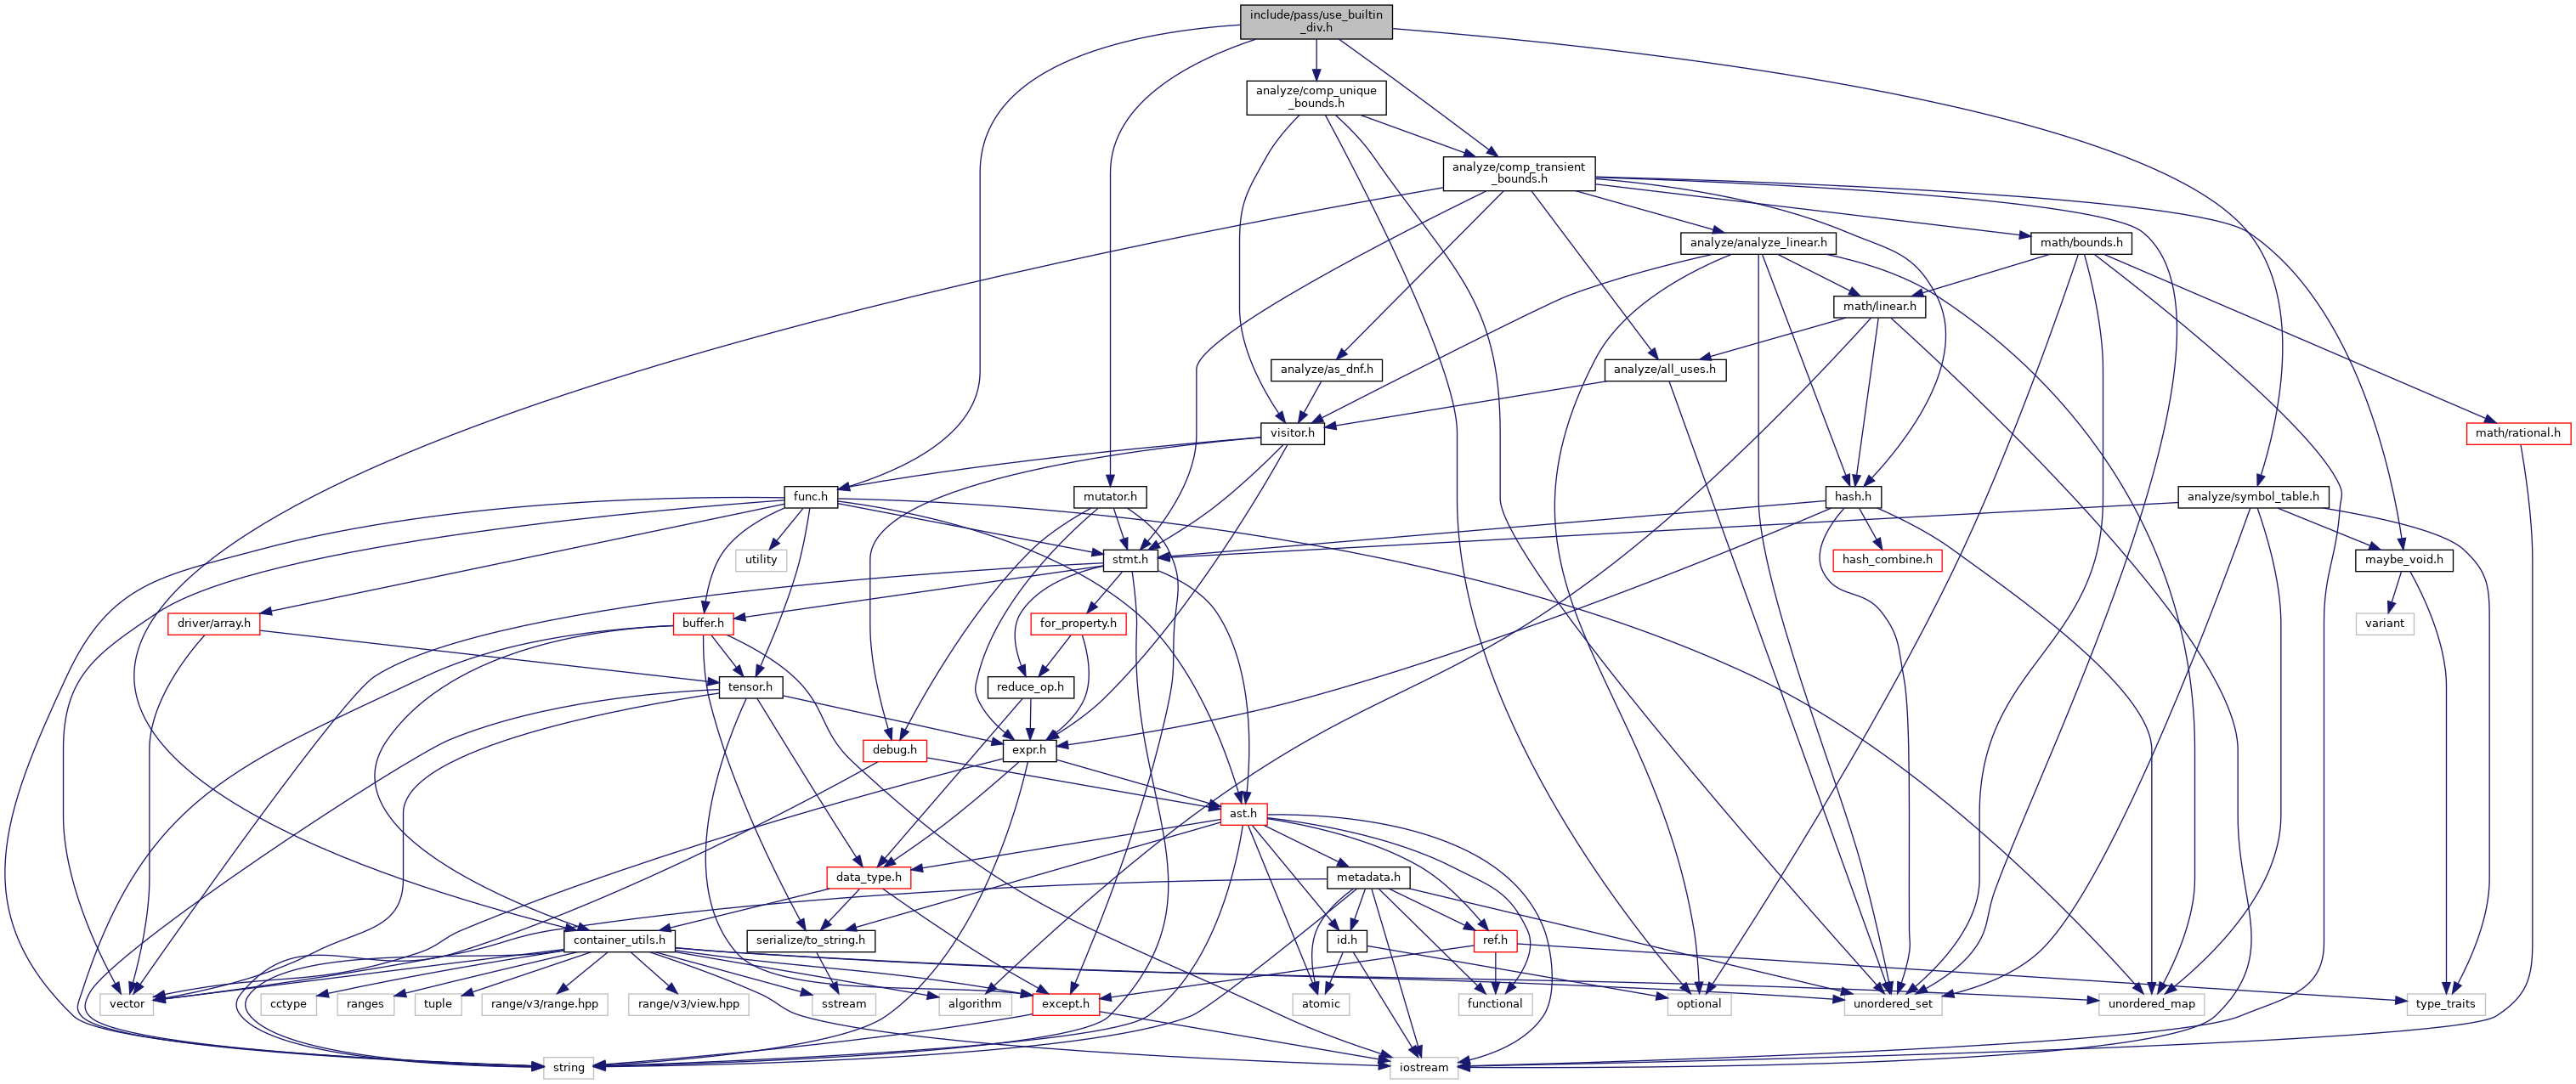 include/pass/use_builtin
_div.h
analyze/comp_unique
_bounds.h
analyze/comp_transient
_bounds.h
analyze/analyze_linear.h
math/bounds.h
math/linear.h
analyze/as_dnf.h
analyze/all_uses.h
visitor.h
math/rational.h
func.h
mutator.h
hash.h
analyze/symbol_table.h
utility
stmt.h
hash_combine.h
maybe_void.h
driver/array.h
buffer.h
for_property.h
variant
tensor.h
reduce_op.h
debug.h
expr.h
ast.h
data_type.h
metadata.h
container_utils.h
serialize/to_string.h
id.h
ref.h
vector
cctype
ranges
tuple
range/v3/range.hpp
range/v3/view.hpp
sstream
algorithm
except.h
atomic
functional
optional
unordered_set
unordered_map
type_traits
string
iostream